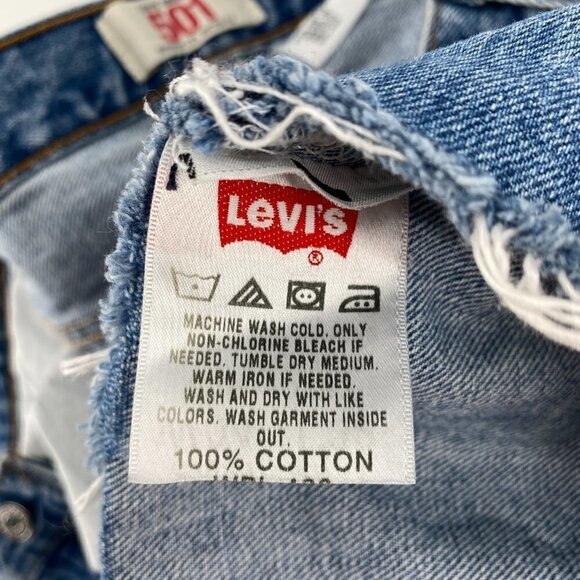 501
LEVI'S
®
MACHINE WASH COLD. ONLY
NON-CHLORINE BLEACH IF
NEEDED. TUMBLE DRY MEDIUM.
WARM IRON IF NEEDED.
WASH AND DRY WITH LIKE
COLORS. WASH GARMENT INSIDE
OUT.
100% COTTON